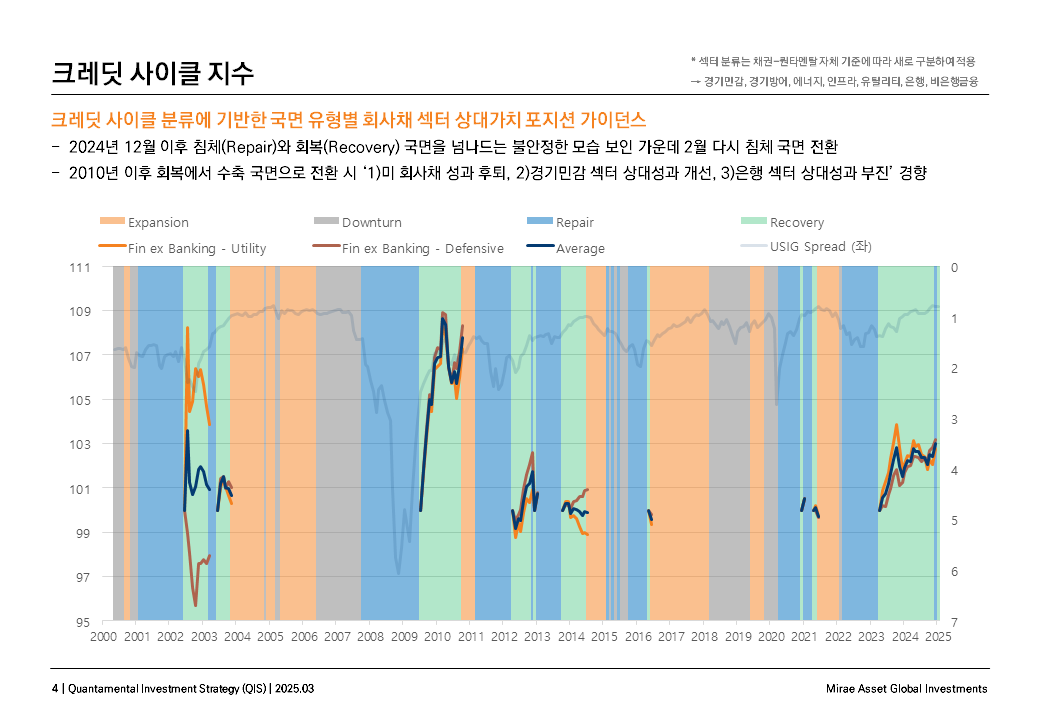 크레딧 사이클 지수
* 섹터 분류는 채권-퀀타멘탈 자체 기준에 따라 새로 구분하여 적용
→ 경기민감, 경기방어, 에너지, 인프라, 유틸리티, 은행, 비은행금융
크레딧 사이클 분류에 기반한 국면 유형별 회사채 섹터 상대가치 포지션 가이던스
– 2024년 12월 이후 침체(Repair)와 회복(Recovery) 국면을 넘나드는 불안정한 모습 보인 가운데 2월 다시 침체 국면 전환
– 2010년 이후 회복에서 수축 국면으로 전환 시 ‘1)미 회사채 성과 후퇴, 2)경기민감 섹터 상대성과 개선, 3)은행 섹터 상대성과 부진’ 경향
Expansion Downturn Repair Recovery
Fin ex Banking - Utility Fin ex Banking - Defensive Average USIG Spread (좌)
111 0
109 1
107 2
105 3
103 4
101 5
99 6
97 7
95
2000 2001 2002 2003 2004 2005 2006 2007 2008 2009 2010 2011 2012 2013 2014 2015 2016 2017 2018 2019 2020 2021 2022 2023 2024 2025
4 | Quantamental Investment Strategy (QIS) | 2025.03
Mirae Asset Global Investments